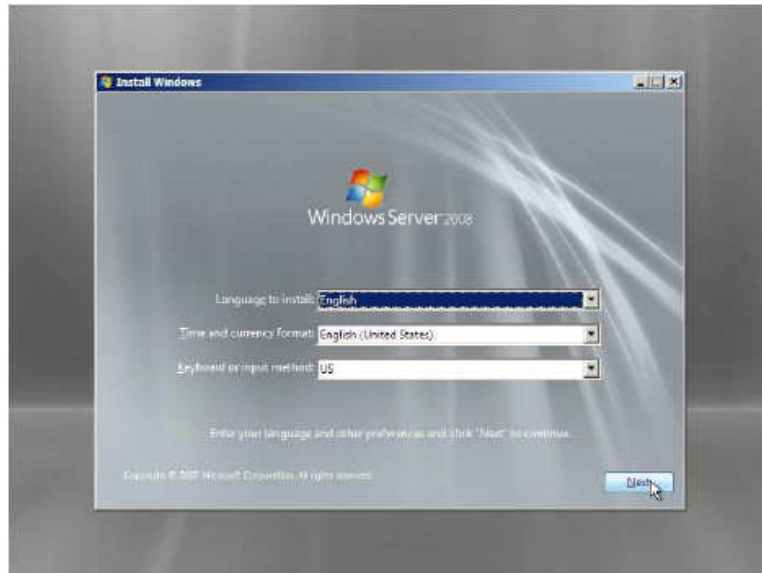 Install Windows
Windows Server 2008
Language to install: English
Time and currency format: English (United States)
Keyboard or input method: US
Enter your language and other preferences and click "Next" to continue.
Copyright © 2007 Microsoft Corporation. All rights reserved.
Next